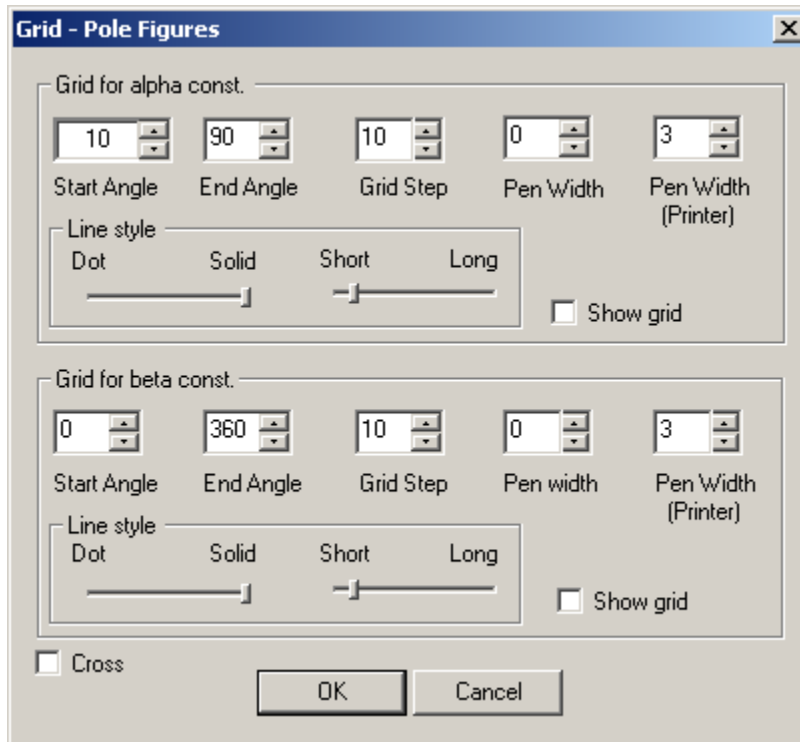 Grid - Pole Figures
Grid for alpha const.
10 90 10 0 3
Start Angle End Angle Grid Step Pen Width Pen Width
(Printer)
Line style
Dot Solid Short Long
Show grid
Grid for beta const.
0 360 10 0 3
Start Angle End Angle Grid Step Pen width Pen Width
(Printer)
Line style
Dot Solid Short Long
Show grid
Cross
OK Cancel